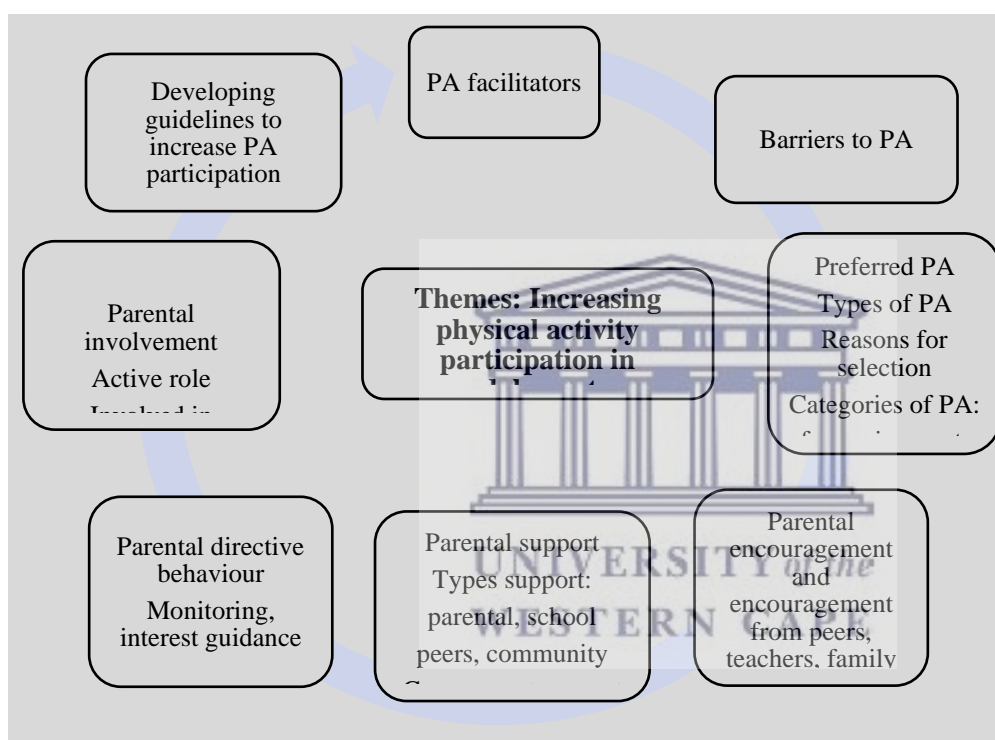 PA facilitators
Barriers to PA
Preferred PA
Types of PA
Reasons for
selection
Categories of PA:
Parental
encouragement
and
encouragement
from peers,
teachers, family
Parental support
Types support:
parental, school
peers, community
Parental directive
behaviour
Monitoring,
interest guidance
Parental
involvement
Active role
Involved in
Developing
guidelines to
increase PA
participation
Themes: Increasing
physical activity
participation in
UNIVERSITY of the
WESTERN CAPE